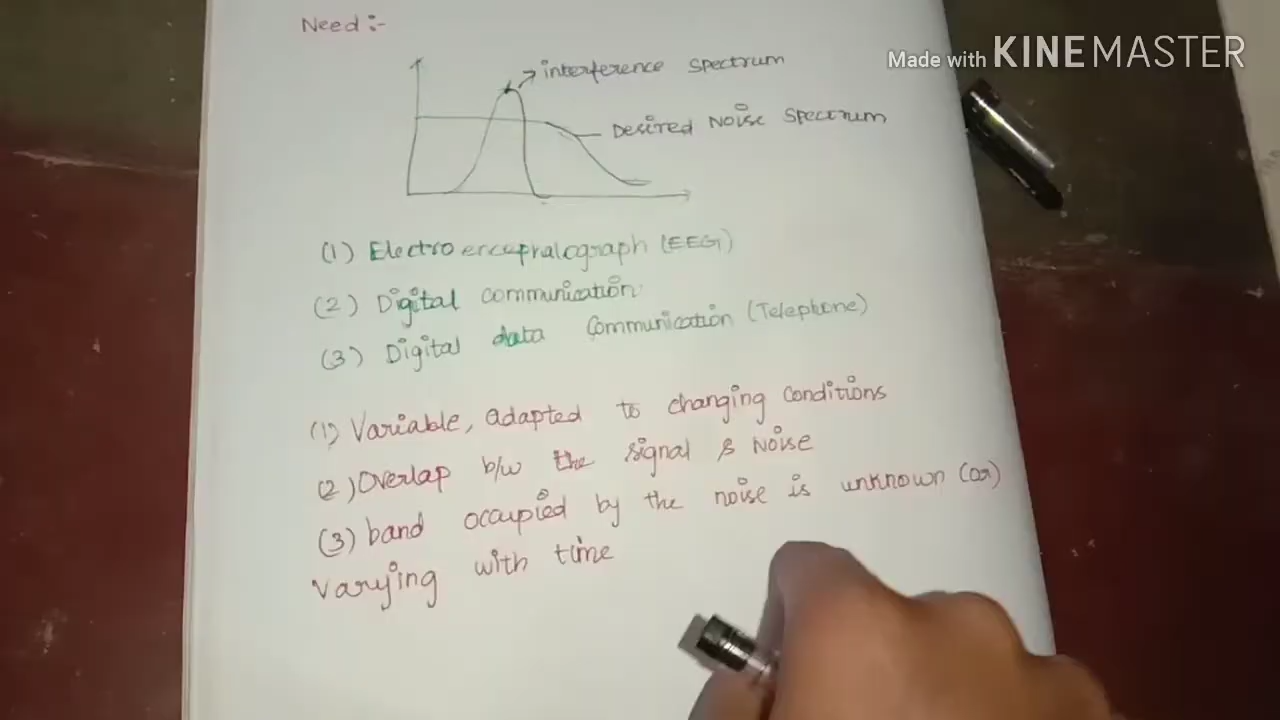 Need :-
Made with KINEMASTER
interference spectrum
Desired Noise spectrum
(1) Electroencepralograph (EEG)
(2) Digital communication
(3) Digital data Communication (Telephone)
(1) Variable, adapted to changing conditions
(2) Overlap b/w the signal & Noise
(3) band occupied by the noise is unknown (or)
Varying with time